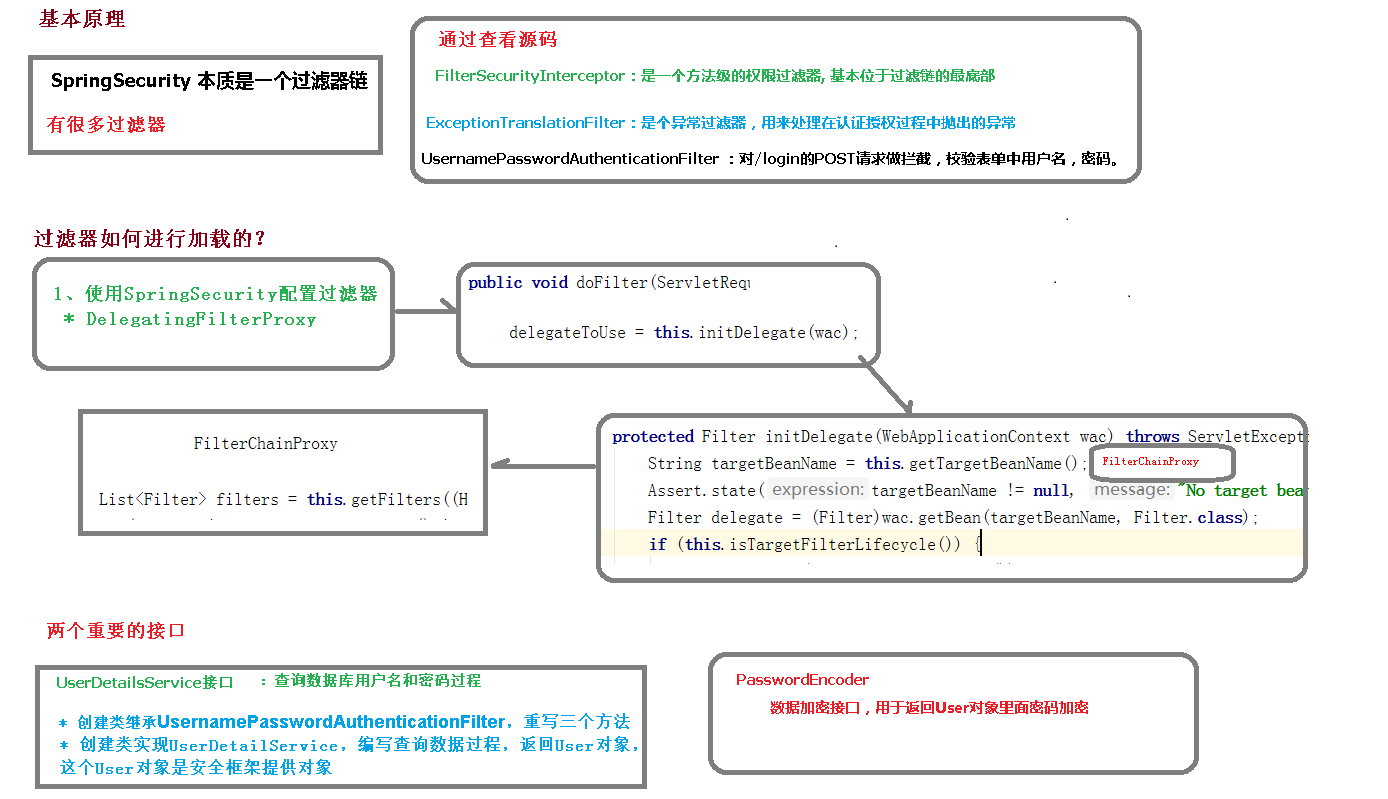 基本原理
SpringSecurity 本质是一个过滤器链
有很多过滤器
通过查看源码
FilterSecurityInterceptor：是一个方法级的权限过滤器, 基本位于过滤链的最底部
ExceptionTranslationFilter：是个异常过滤器，用来处理在认证授权过程中抛出的异常
UsernamePasswordAuthenticationFilter ：对/login的POST请求做拦截，校验表单中用户名，密码。
过滤器如何进行加载的？
1、使用SpringSecurity配置过滤器
* DelegatingFilterProxy
public void doFilter(ServletRequ
delegateToUse = this.initDelegate(wac);
FilterChainProxy
List<Filter> filters = this.getFilters((H
protected Filter initDelegate(WebApplicationContext wac) throws ServletExcepti
String targetBeanName = this.getTargetBeanName();
FilterChainProxy
Assert.state( expression: targetBeanName != null, message: "No target bea
Filter delegate = (Filter)wac.getBean(targetBeanName, Filter.class);
if (this.isTargetFilterLifecycle()) {
两个重要的接口
UserDetailsService接口 ：查询数据库用户名和密码过程
* 创建类继承UsernamePasswordAuthenticationFilter，重写三个方法
* 创建类实现UserDetailService，编写查询数据过程，返回User对象，
这个User对象是安全框架提供对象
PasswordEncoder
数据加密接口，用于返回User对象里面密码加密